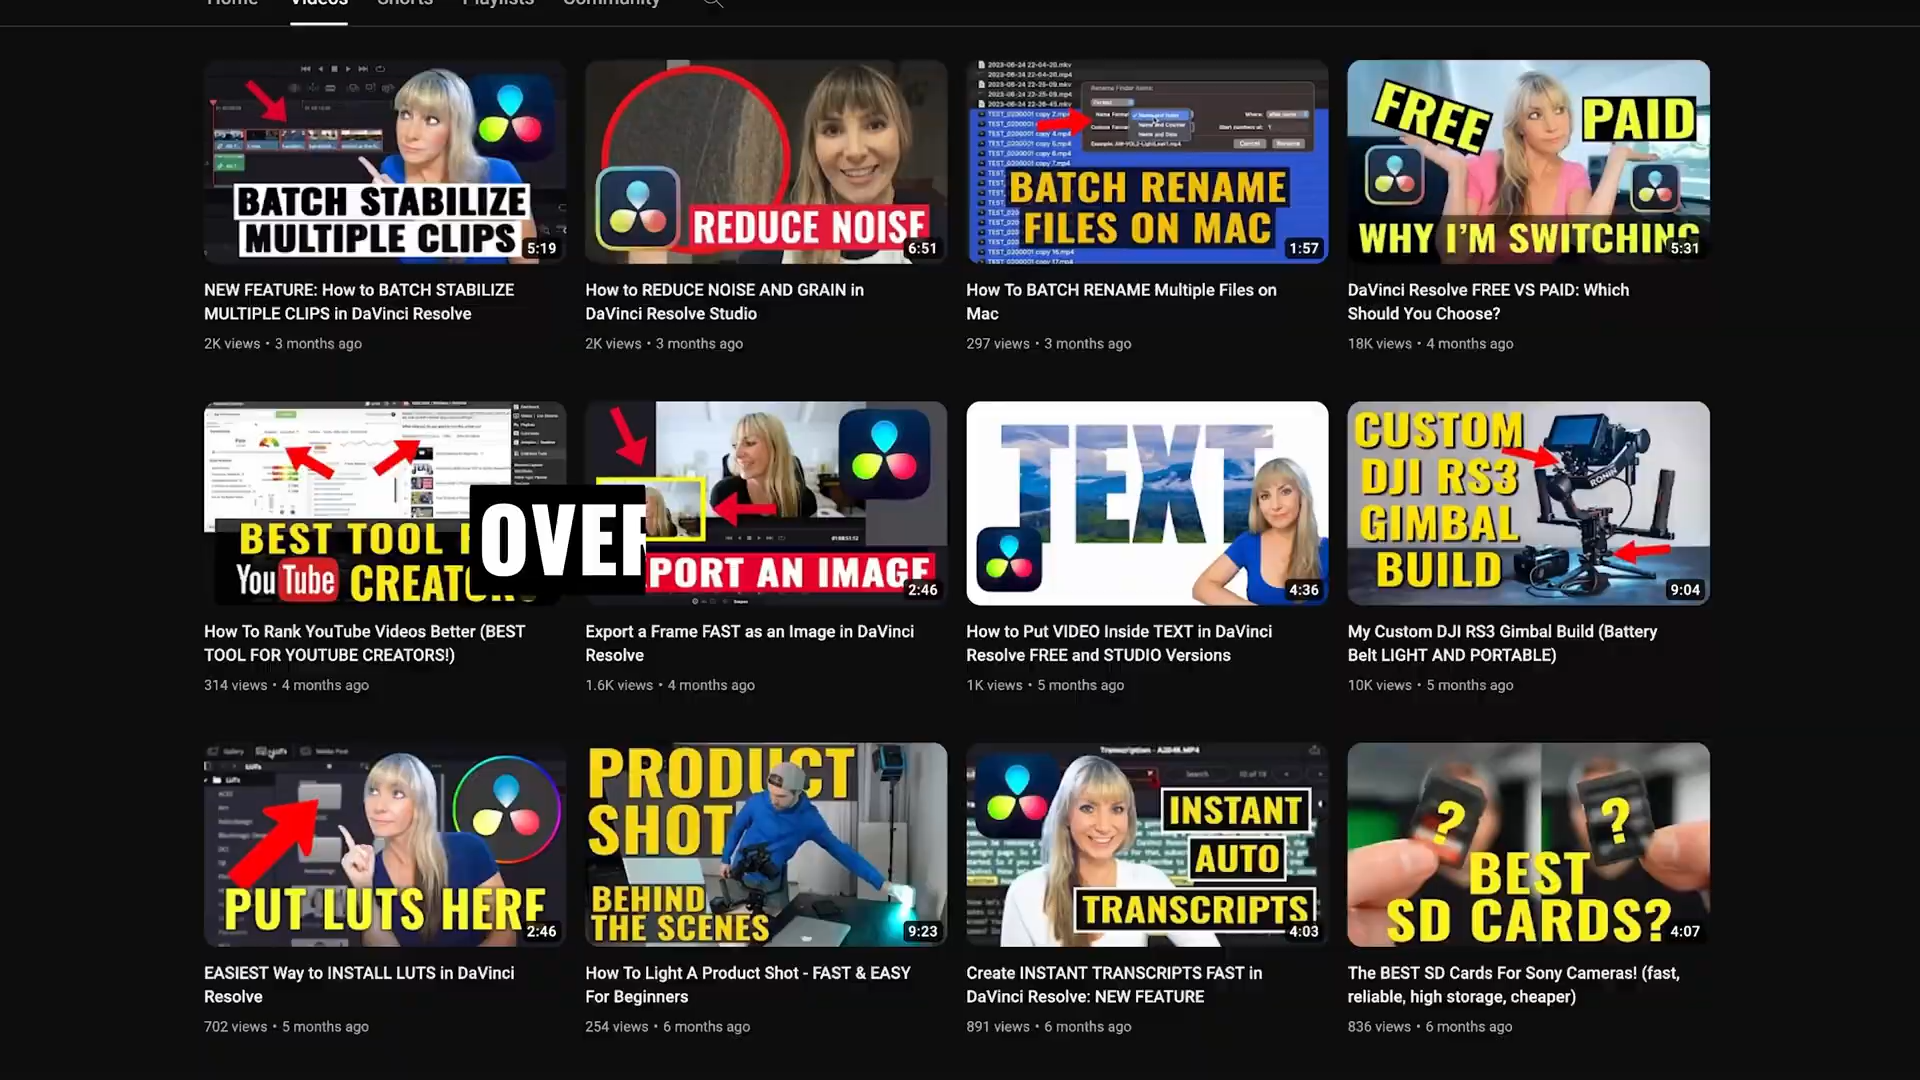 Home Videos Shorts Playlists Community
BATCH STABILIZE
MULTIPLE CLIPS
5:19
NEW FEATURE: How to BATCH STABILIZE
MULTIPLE CLIPS in DaVinci Resolve
2K views • 3 months ago
REDUCE NOISE
6:51
How to REDUCE NOISE AND GRAIN in
DaVinci Resolve Studio
2K views • 3 months ago
BATCH RENAME
FILES ON MAC
1:57
How To BATCH RENAME Multiple Files on
Mac
297 views • 3 months ago
FREE
PAID
WHY I'M SWITCHING
5:31
DaVinci Resolve FREE VS PAID: Which
Should You Choose?
18K views • 4 months ago
BEST TOOL F
YouTube CREATORS
How To Rank YouTube Videos Better (BEST
TOOL FOR YOUTUBE CREATORS!)
314 views • 4 months ago
OVER
PORT AN IMAGE
2:46
Export a Frame FAST as an Image in DaVinci
Resolve
1.6K views • 4 months ago
TEXT
4:36
How to Put VIDEO Inside TEXT in DaVinci
Resolve FREE and STUDIO Versions
1K views • 5 months ago
CUSTOM
DJI RS3
GIMBAL
BUILD
RONIN
9:04
My Custom DJI RS3 Gimbal Build (Battery
Belt LIGHT AND PORTABLE)
10K views • 5 months ago
PUT LUTS HERE
2:46
EASIEST Way to INSTALL LUTS in DaVinci
Resolve
702 views • 5 months ago
PRODUCT
SHOT
BEHIND
THE SCENES
9:23
How To Light A Product Shot - FAST & EASY
For Beginners
254 views • 6 months ago
INSTANT
AUTO
TRANSCRIPTS
4:03
Create INSTANT TRANSCRIPTS FAST in
DaVinci Resolve: NEW FEATURE
891 views • 6 months ago
? ?
BEST
SD CARDS?
4:07
The BEST SD Cards For Sony Cameras! (fast,
reliable, high storage, cheaper)
836 views • 6 months ago